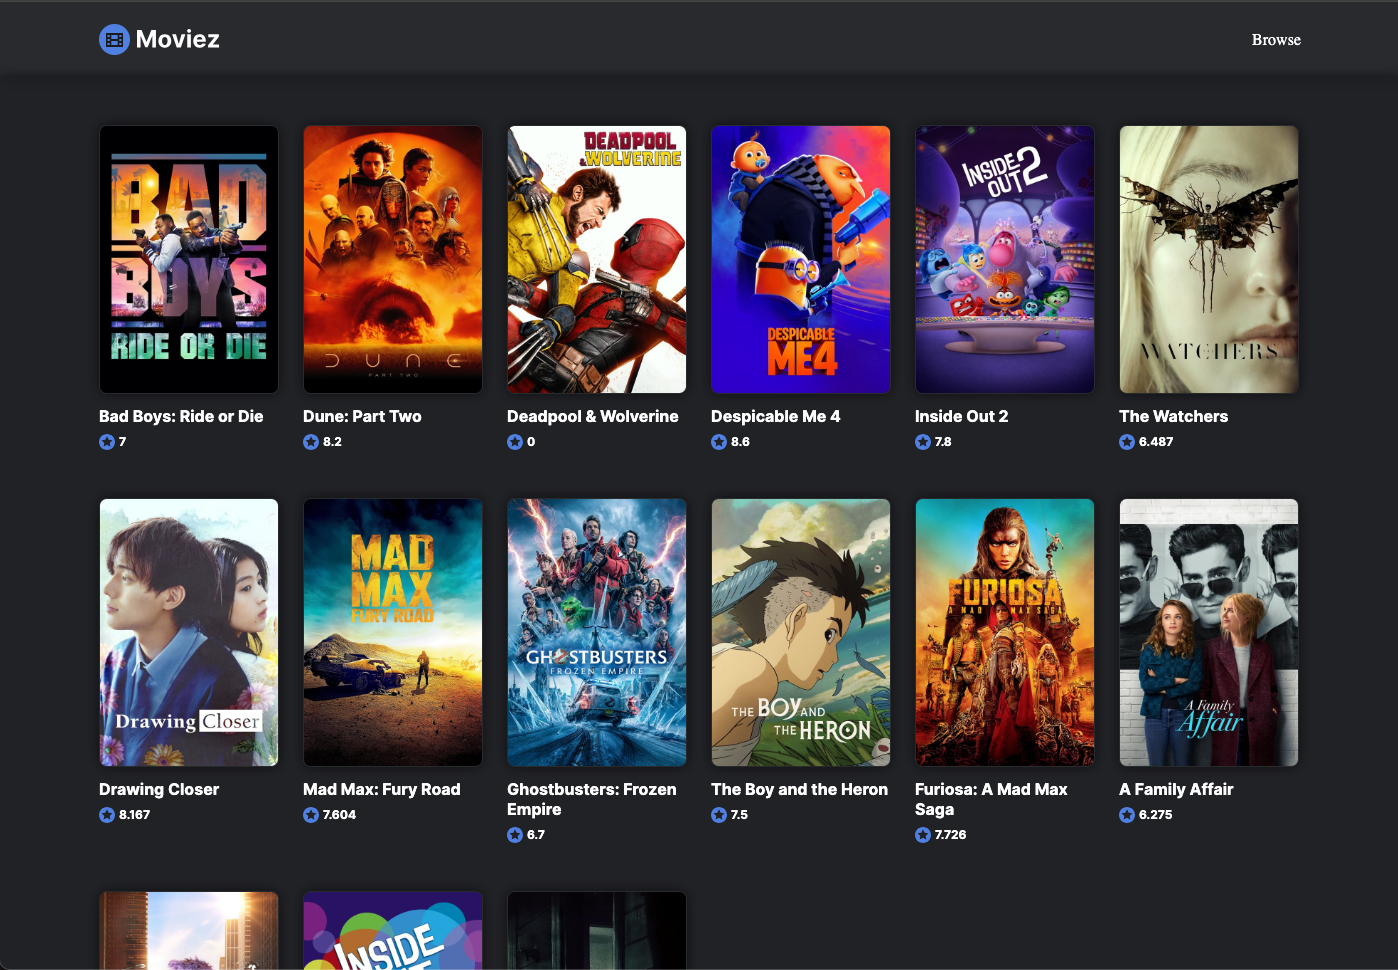 Moviez
Browse
BAD
BOYS
RIDE OR DIE
DUNE
PART TWO
DEADPOOL
& WOLVERINE
DESPICABLE
ME4
INSIDE
OUT 2
WATCHERS
Bad Boys: Ride or Die
7
Dune: Part Two
8.2
Deadpool & Wolverine
0
Despicable Me 4
8.6
Inside Out 2
7.8
The Watchers
6.487
Drawing Closer
MAD
MAX
FURY ROAD
GHOSTBUSTERS
FROZEN EMPIRE
THE BOY AND
THE HERON
FURIOSA
A MAD MAX SAGA
A Family
Affair
Drawing Closer
8.167
Mad Max: Fury Road
7.604
Ghostbusters: Frozen
Empire
6.7
The Boy and the Heron
7.5
Furiosa: A Mad Max
Saga
7.726
A Family Affair
6.275
INSIDE